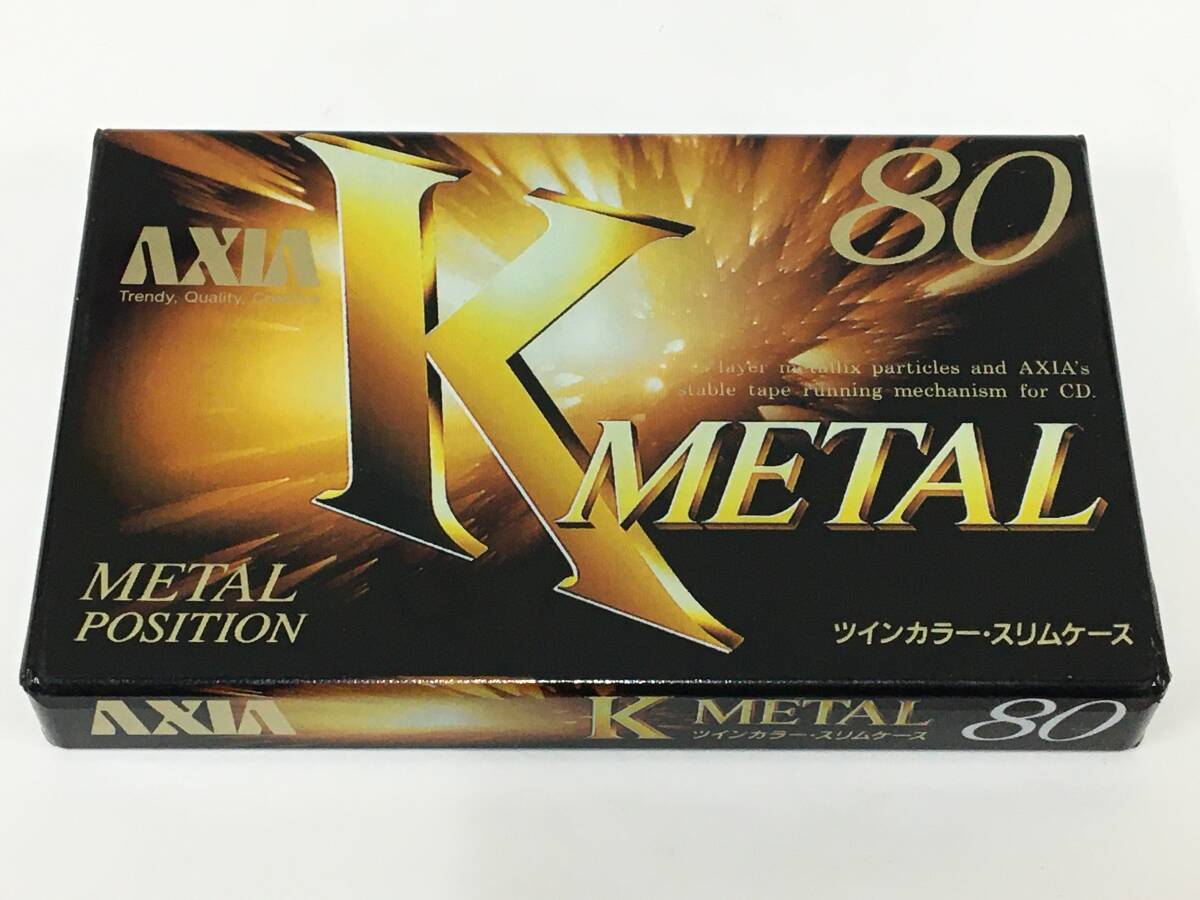 AXIA
Trendy, Quality, Creative
K
80
layer metallix particles and AXIA's
stable tape running mechanism for CD.
METAL
METAL
POSITION
ツインカラー・スリムケース
AXIA K METAL 80
ツインカラー・スリムケース